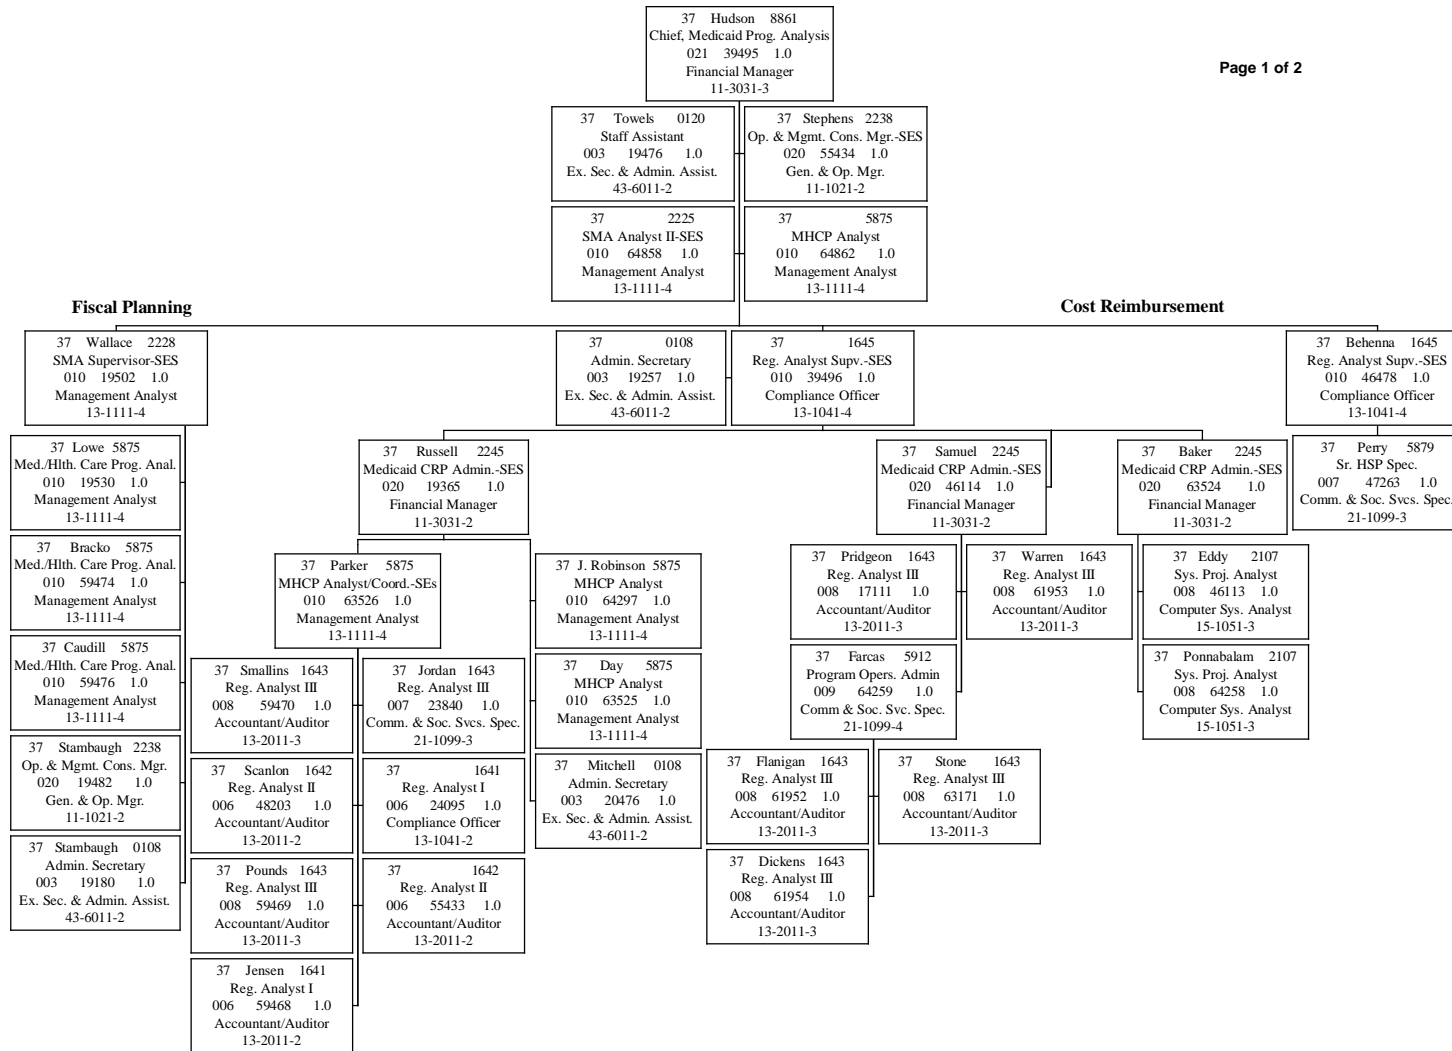 37 Hudson 8861
Chief, Medicaid Prog. Analysis
021 39495 1.0
Financial Manager
11-3031-3
Page 1 of 2
37 Towels 0120
Staff Assistant
003 19476 1.0
Ex. Sec. & Admin. Assist.
43-6011-2
37 Stephens 2238
Op. & Mgmt. Cons. Mgr.-SES
020 55434 1.0
Gen. & Op. Mgr.
11-1021-2
37 2225
SMA Analyst II-SES
010 64858 1.0
Management Analyst
13-1111-4
37 5875
MHCP Analyst
010 64862 1.0
Management Analyst
13-1111-4
Fiscal Planning
Cost Reimbursement
37 Wallace 2228
SMA Supervisor-SES
010 19502 1.0
Management Analyst
13-1111-4
37 0108
Admin. Secretary
003 19257 1.0
Ex. Sec. & Admin. Assist.
43-6011-2
37 1645
Reg. Analyst Supv.-SES
010 39496 1.0
Compliance Officer
13-1041-4
37 Behenna 1645
Reg. Analyst Supv.-SES
010 46478 1.0
Compliance Officer
13-1041-4
37 Lowe 5875
Med./Hlth. Care Prog. Anal.
010 19530 1.0
Management Analyst
13-1111-4
37 Russell 2245
Medicaid CRP Admin.-SES
020 19365 1.0
Financial Manager
11-3031-2
37 Samuel 2245
Medicaid CRP Admin.-SES
020 46114 1.0
Financial Manager
11-3031-2
37 Baker 2245
Medicaid CRP Admin.-SES
020 63524 1.0
Financial Manager
11-3031-2
37 Perry 5879
Sr. HSP Spec.
007 47263 1.0
Comm. & Soc. Svcs. Spec.
21-1099-3
37 Bracko 5875
Med./Hlth. Care Prog. Anal.
010 59474 1.0
Management Analyst
13-1111-4
37 Parker 5875
MHCP Analyst/Coord.-SEs
010 63526 1.0
Management Analyst
13-1111-4
37 J. Robinson 5875
MHCP Analyst
010 64297 1.0
Management Analyst
13-1111-4
37 Pridgeon 1643
Reg. Analyst III
008 17111 1.0
Accountant/Auditor
13-2011-3
37 Warren 1643
Reg. Analyst III
008 61953 1.0
Accountant/Auditor
13-2011-3
37 Eddy 2107
Sys. Proj. Analyst
008 46113 1.0
Computer Sys. Analyst
15-1051-3
37 Caudill 5875
Med./Hlth. Care Prog. Anal.
010 59476 1.0
Management Analyst
13-1111-4
37 Smallins 1643
Reg. Analyst III
008 59470 1.0
Accountant/Auditor
13-2011-3
37 Jordan 1643
Reg. Analyst III
007 23840 1.0
Comm. & Soc. Svcs. Spec.
21-1099-3
37 Day 5875
MHCP Analyst
010 63525 1.0
Management Analyst
13-1111-4
37 Farcas 5912
Program Opers. Admin
009 64259 1.0
Comm & Soc. Svc. Spec.
21-1099-4
37 Ponnabalam 2107
Sys. Proj. Analyst
008 64258 1.0
Computer Sys. Analyst
15-1051-3
37 Stambaugh 2238
Op. & Mgmt. Cons. Mgr.
020 19482 1.0
Gen. & Op. Mgr.
11-1021-2
37 Scanlon 1642
Reg. Analyst II
006 48203 1.0
Accountant/Auditor
13-2011-2
37 1641
Reg. Analyst I
006 24095 1.0
Compliance Officer
13-1041-2
37 Mitchell 0108
Admin. Secretary
003 20476 1.0
Ex. Sec. & Admin. Assist.
43-6011-2
37 Flanigan 1643
Reg. Analyst III
008 61952 1.0
Accountant/Auditor
13-2011-3
37 Stone 1643
Reg. Analyst III
008 63171 1.0
Accountant/Auditor
13-2011-3
37 Stambaugh 0108
Admin. Secretary
003 19180 1.0
Ex. Sec. & Admin. Assist.
43-6011-2
37 Pounds 1643
Reg. Analyst III
008 59469 1.0
Accountant/Auditor
13-2011-3
37 1642
Reg. Analyst II
006 55433 1.0
Accountant/Auditor
13-2011-2
37 Dickens 1643
Reg. Analyst III
008 61954 1.0
Accountant/Auditor
13-2011-3
37 Jensen 1641
Reg. Analyst I
006 59468 1.0
Accountant/Auditor
13-2011-2